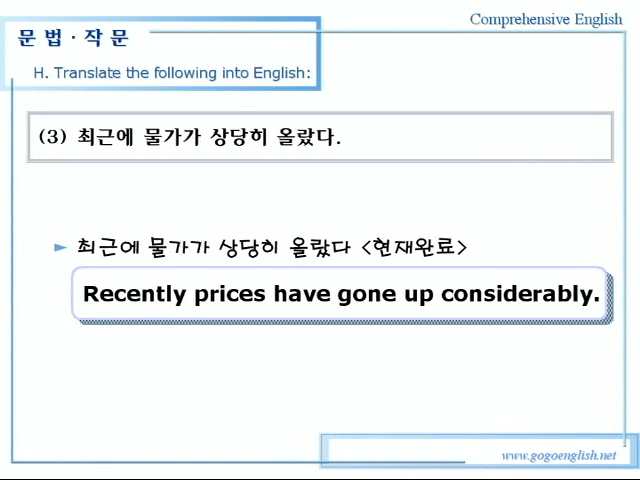 Comprehensive English
문 법 · 작 문
H. Translate the following into English:
(3) 최근에 물가가 상당히 올랐다.
► 최근에 물가가 상당히 올랐다 <현재완료>
Recently prices have gone up considerably.
www.gogoenglish.net